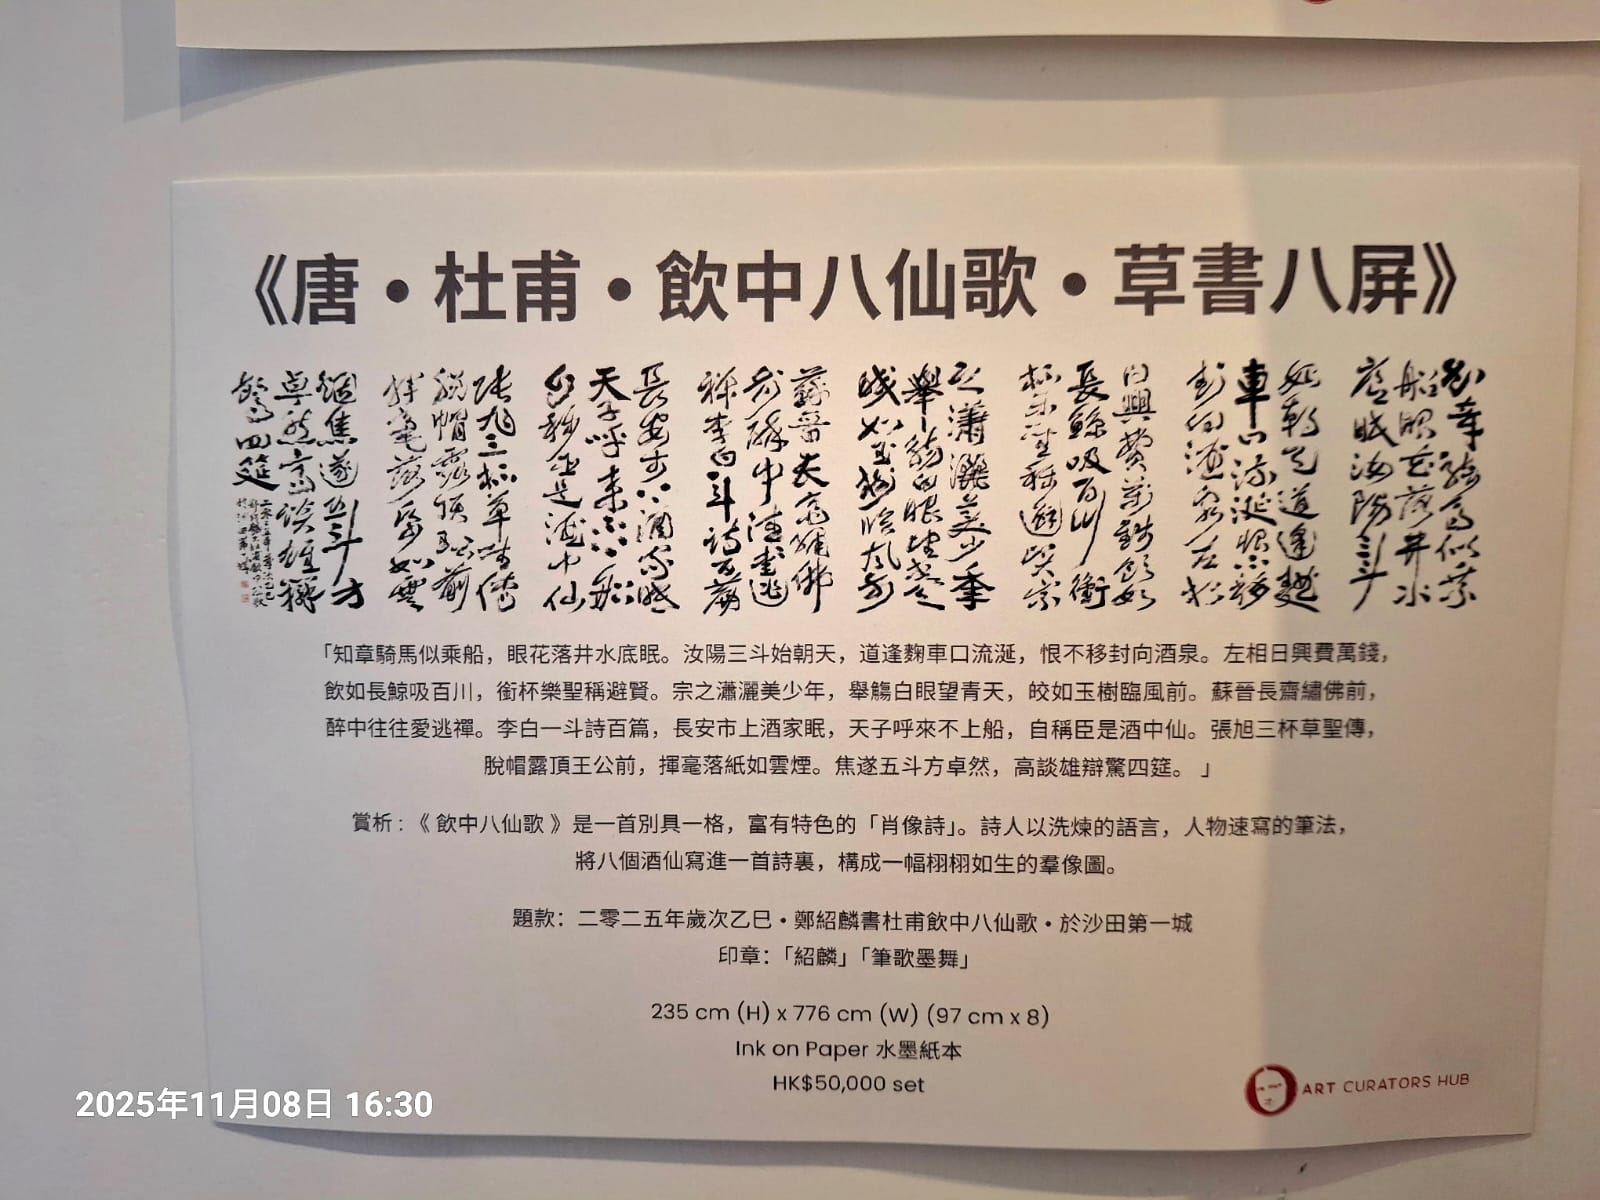 《唐・杜甫・飲中八仙歌・草書八屏》
「知章騎馬似乘船，眼花落井水底眠。汝陽三斗始朝天，道逢麴車口流涎，恨不移封向酒泉。左相日興費萬錢，
飲如長鯨吸百川，銜杯樂聖稱避賢。宗之瀟灑美少年，舉觴白眼望青天，皎如玉樹臨風前。蘇晉長齋繡佛前，
醉中往往愛逃禪。李白一斗詩百篇，長安市上酒家眠，天子呼來不上船，自稱臣是酒中仙。張旭三杯草聖傳，
脫帽露頂王公前，揮毫落紙如雲煙。焦遂五斗方卓然，高談雄辯驚四筵。」
賞析：《飲中八仙歌》是一首別具一格，富有特色的「肖像詩」。詩人以洗煉的語言，人物速寫的筆法，
將八個酒仙寫進一首詩裏，構成一幅栩栩如生的羣像圖。
題款：二零二五年歲次乙巳・鄭紹麟書杜甫飲中八仙歌・於沙田第一城
印章：「紹麟」「筆歌墨舞」
235 cm (H) x 776 cm (W) (97 cm x 8)
Ink on Paper 水墨紙本
HK$50,000 set
ART CURATORS HUB
2025年11月08日 16:30